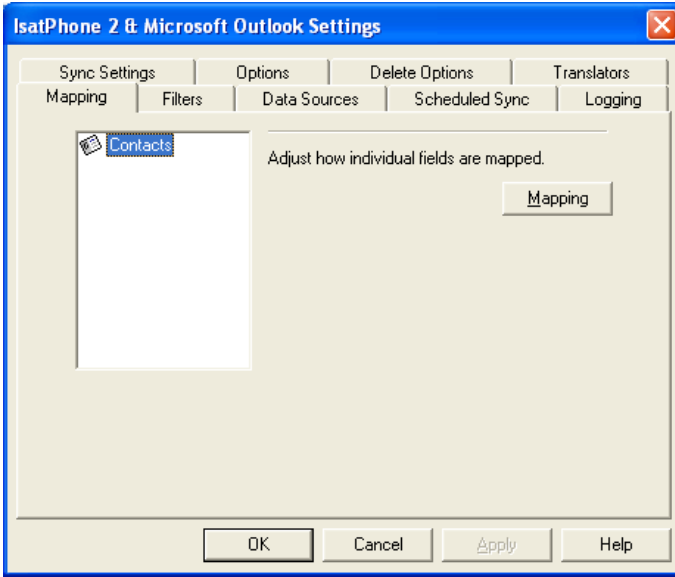 IsatPhone 2 & Microsoft Outlook Settings
Sync Settings Options Delete Options Translators
Mapping Filters Data Sources Scheduled Sync Logging
Contacts
Adjust how individual fields are mapped.
Mapping
OK Cancel Apply Help